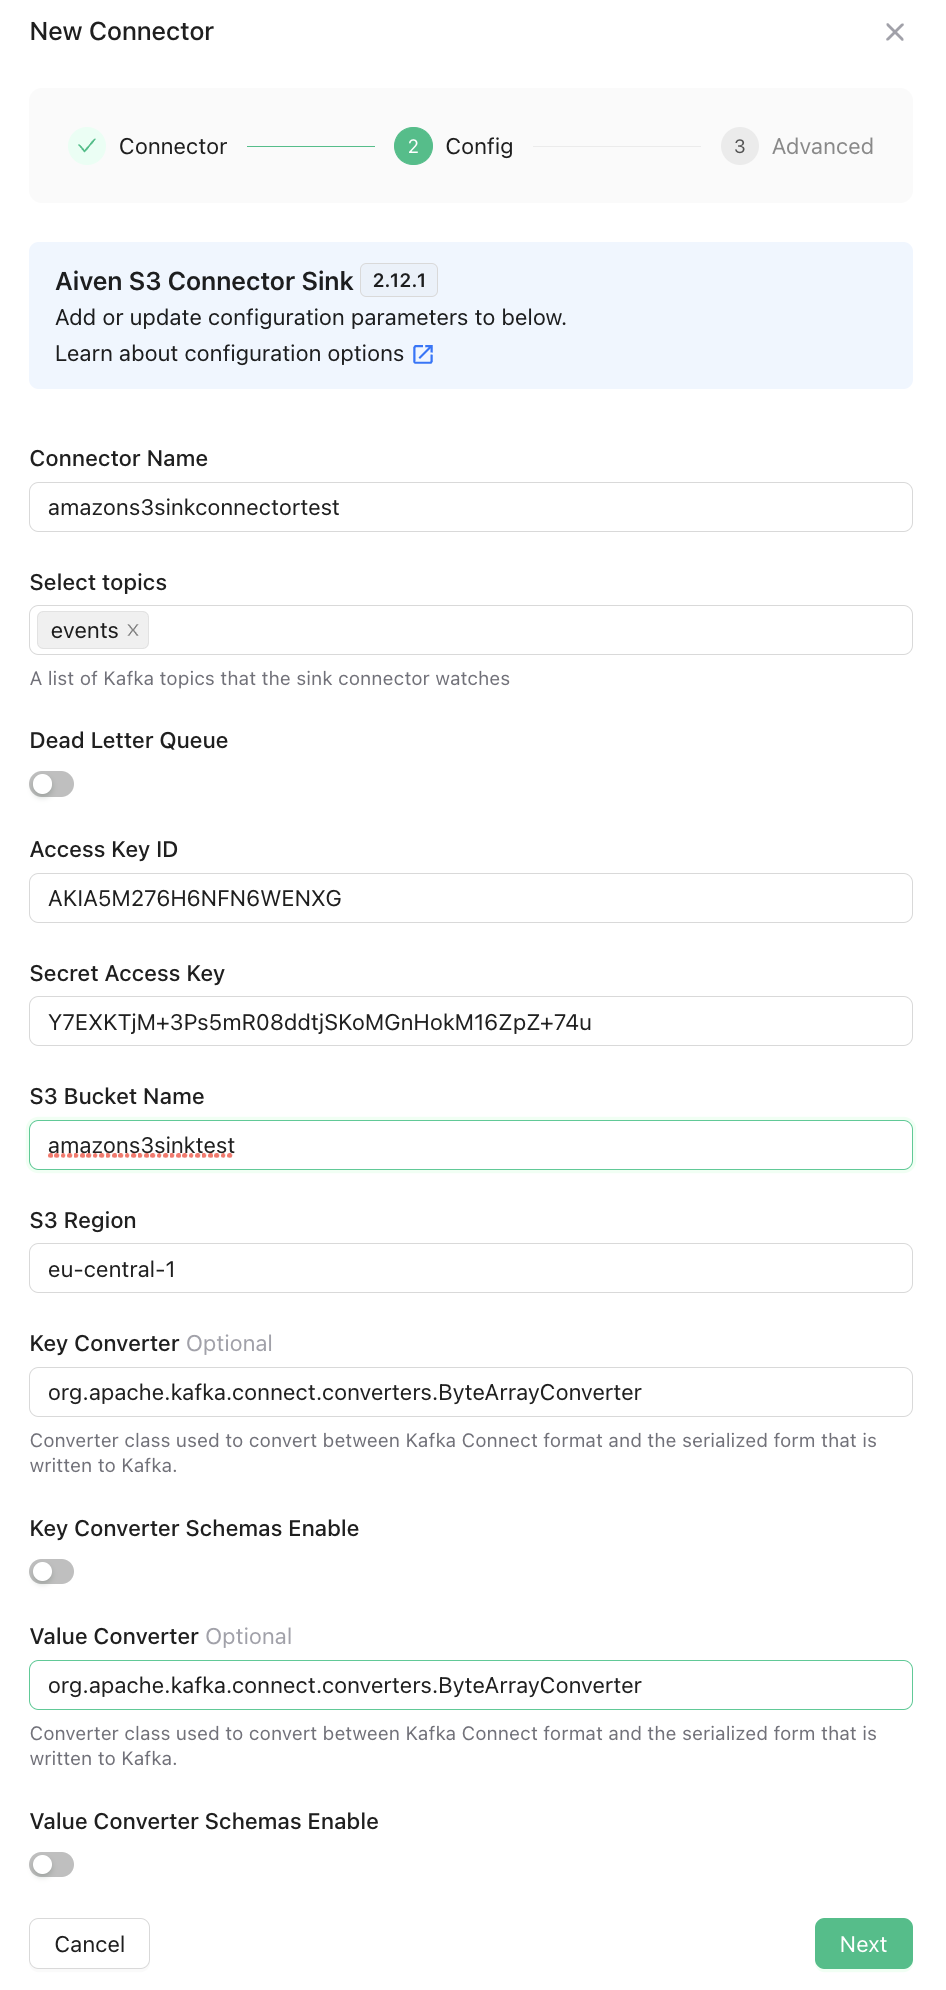 New Connector
Connector
2 Config
3 Advanced
Aiven S3 Connector Sink 2.12.1
Add or update configuration parameters to below.
Learn about configuration options
Connector Name
amazons3sinkconnectortest
Select topics
events
A list of Kafka topics that the sink connector watches
Dead Letter Queue
Access Key ID
AKIA5M276H6NFN6WENXG
Secret Access Key
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
S3 Bucket Name
amazons3sinktest
S3 Region
eu-central-1
Key Converter Optional
org.apache.kafka.connect.converters.ByteArrayConverter
Converter class used to convert between Kafka Connect format and the serialized form that is
written to Kafka.
Key Converter Schemas Enable
Value Converter Optional
org.apache.kafka.connect.converters.ByteArrayConverter
Converter class used to convert between Kafka Connect format and the serialized form that is
written to Kafka.
Value Converter Schemas Enable
Cancel
Next